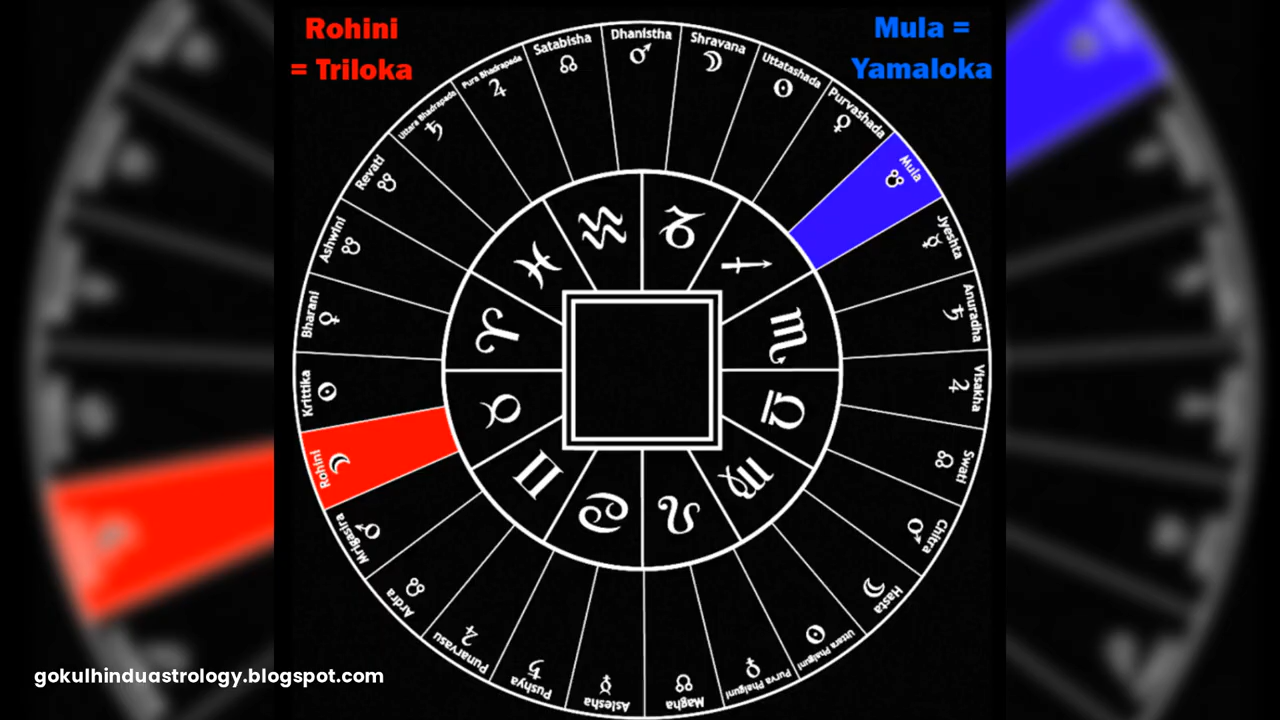 Rohini
= Triloka
Mula =
Yamaloka
Satabisha
Dhanistha
Shravana
Uttatashada
Purvashada
Mula
Jyeshta
Anuradha
Visakha
Swati
Chitra
Hasta
Uttara Phalguni
Purva Phalguni
Magha
Aslesha
Pushya
Punarvasu
Ardra
Mrigasira
Rohini
Krittika
Bharani
Ashwini
Revati
Uttara Bhadrapada
Pura Bhadrapada
gokulhinduastrology.blogspot.com